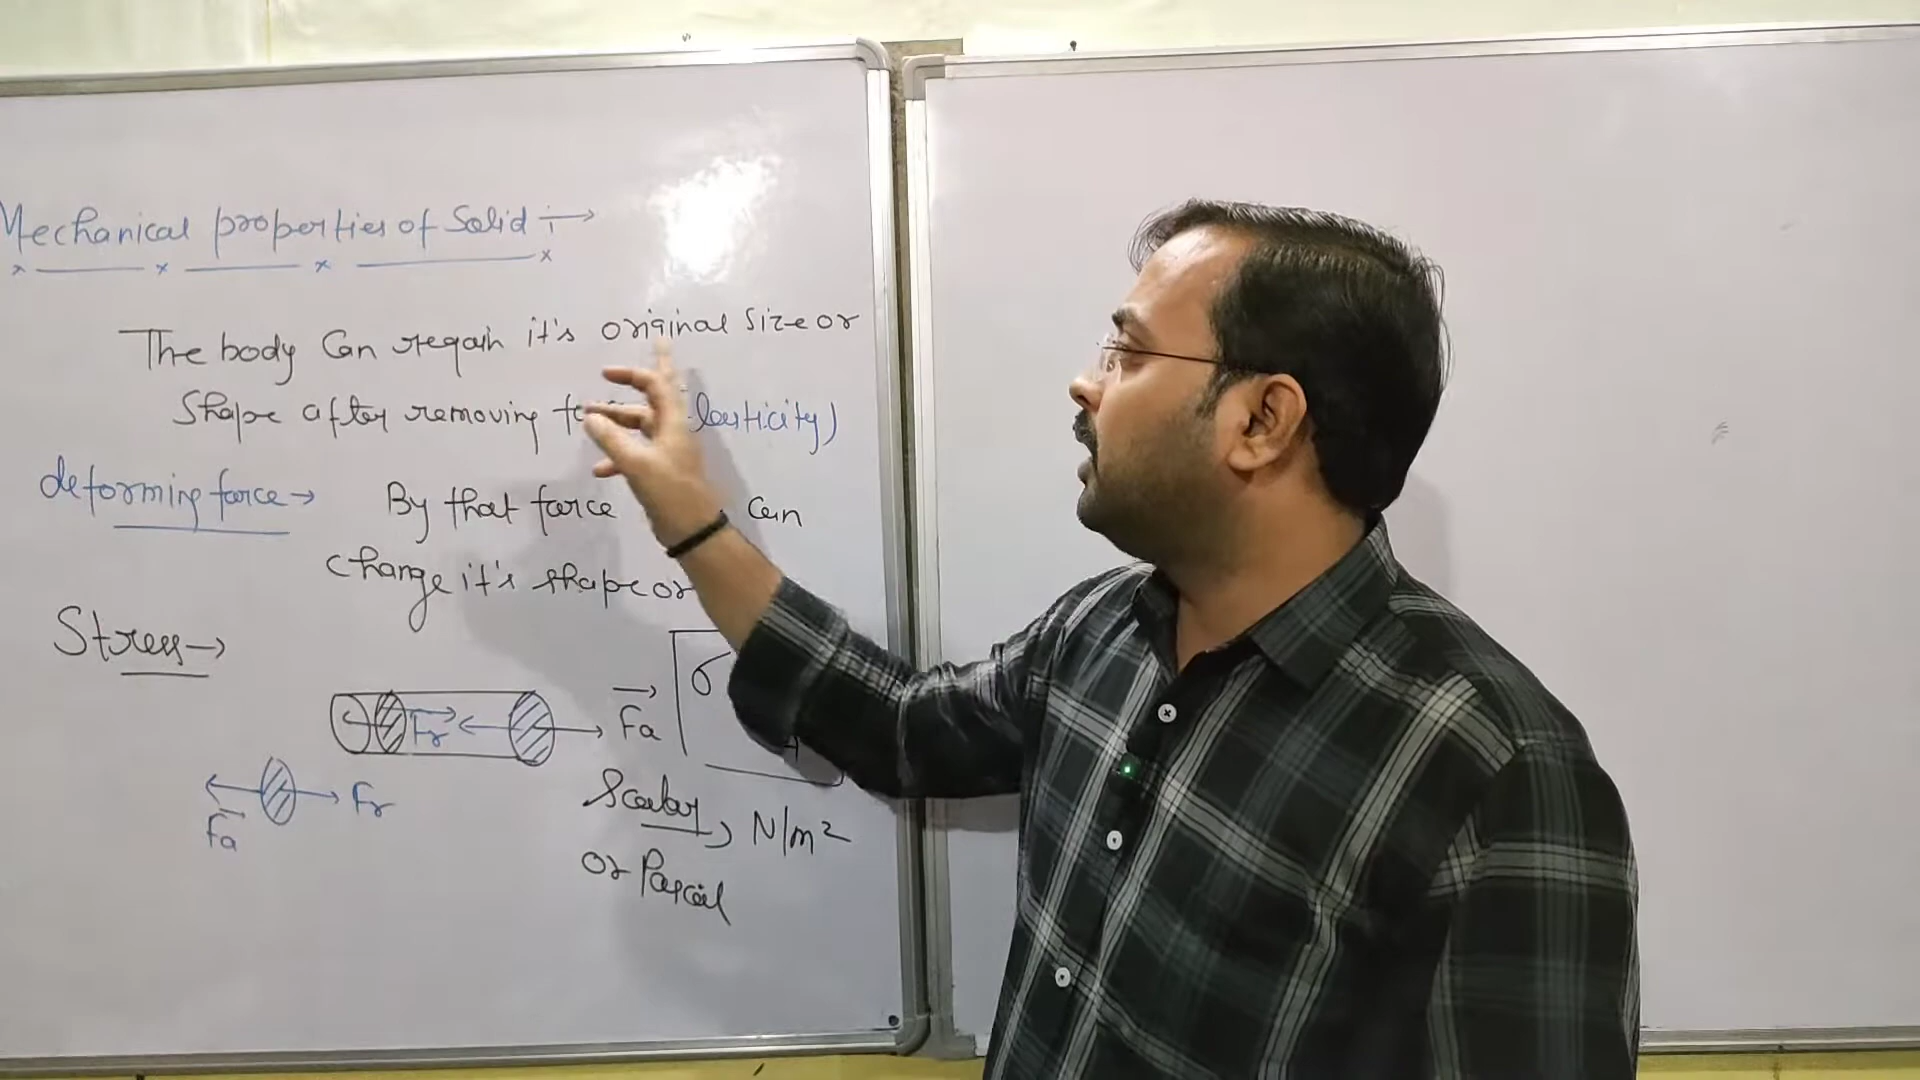 Mechanical properties of Solid :→
The body Can regain it's original Size or
Shape after removing
deforming force → By that force can
change it's shape or
Stress →
σ
Fr
Fa
Fa Fr
Scalar, N/m²
or Pascal